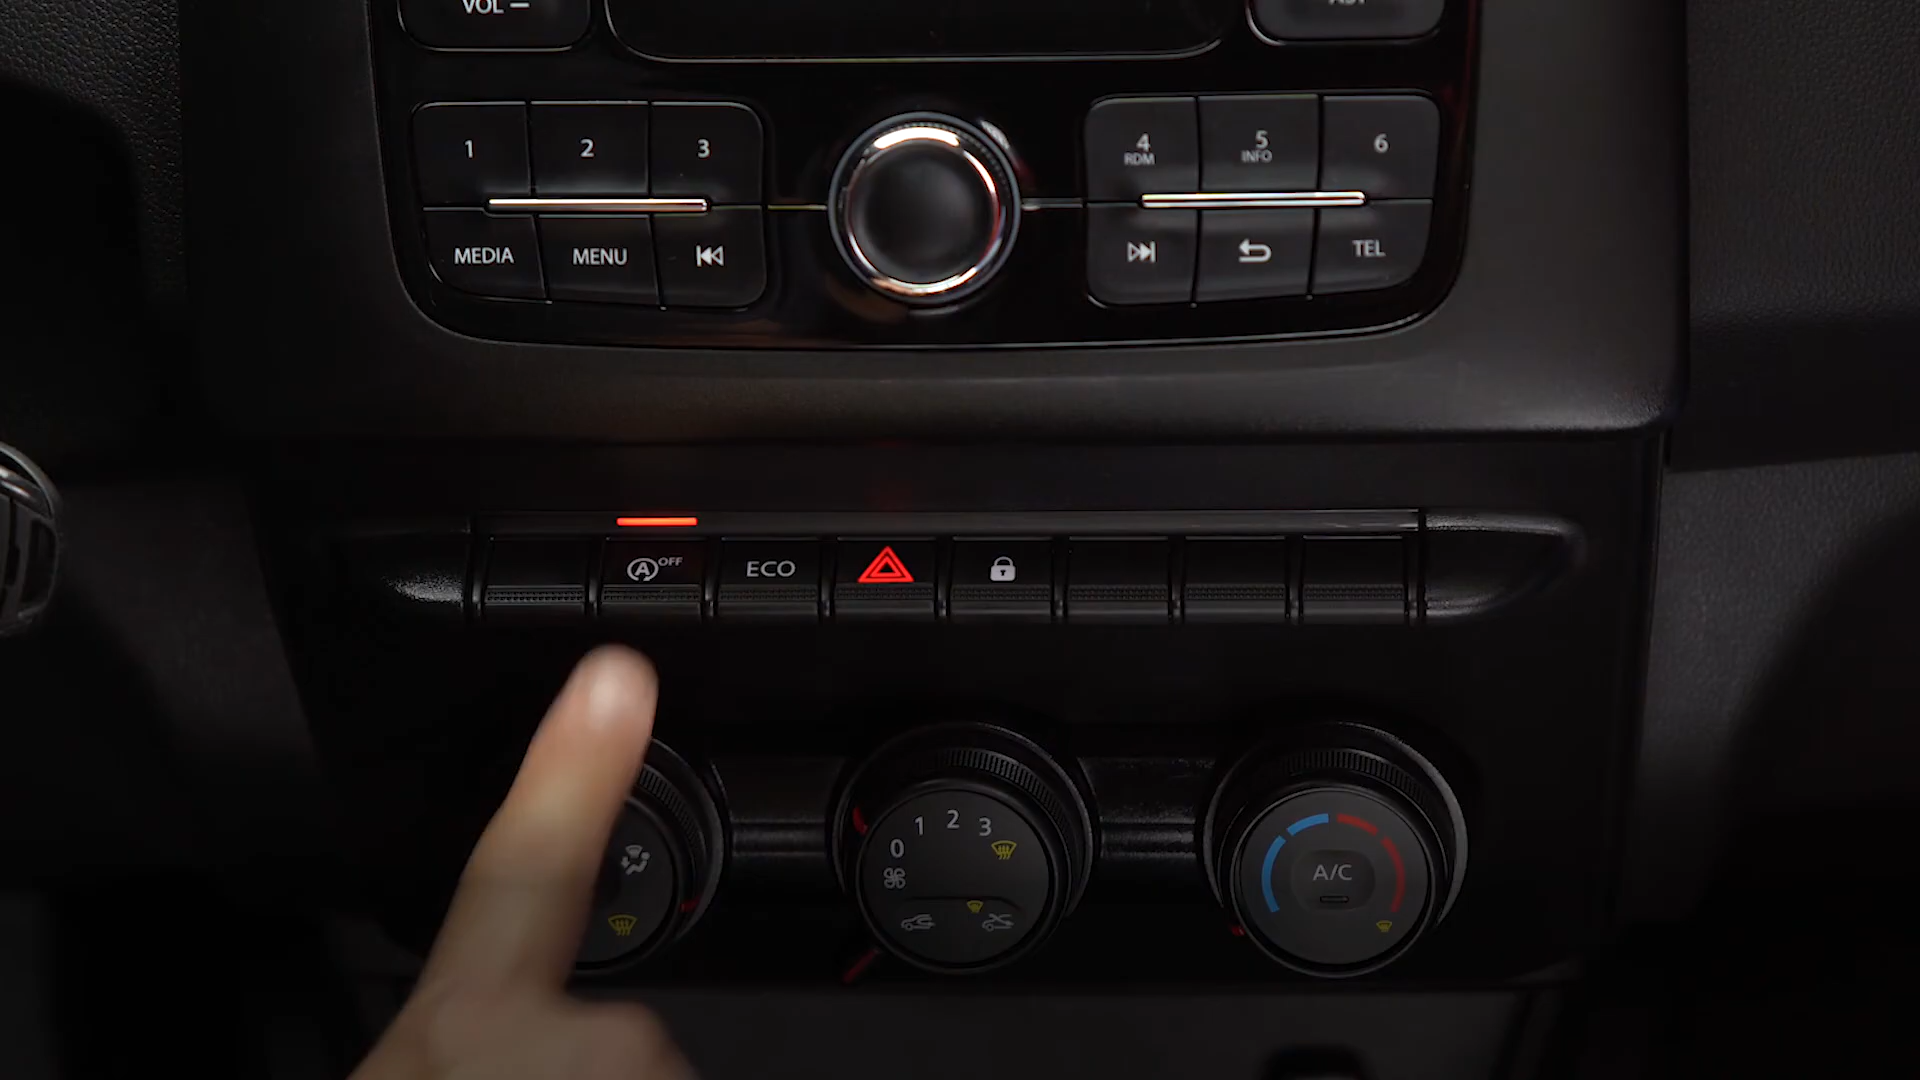 VOL –
1 2 3
4 5 6
RDM INFO
MEDIA MENU
TEL
A OFF
ECO
1 2 3
0
A/C